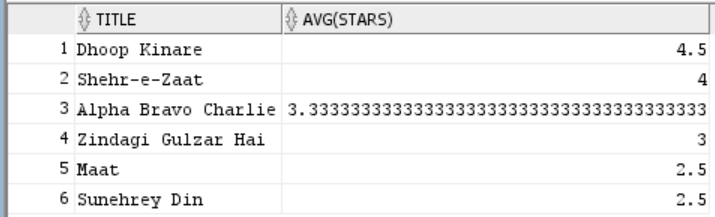 TITLE AVG(STARS)
1 Dhoop Kinare 4.5
2 Shehr-e-Zaat 4
3 Alpha Bravo Charlie 3.33333333333333333333333333333333333333
4 Zindagi Gulzar Hai 3
5 Maat 2.5
6 Sunehrey Din 2.5